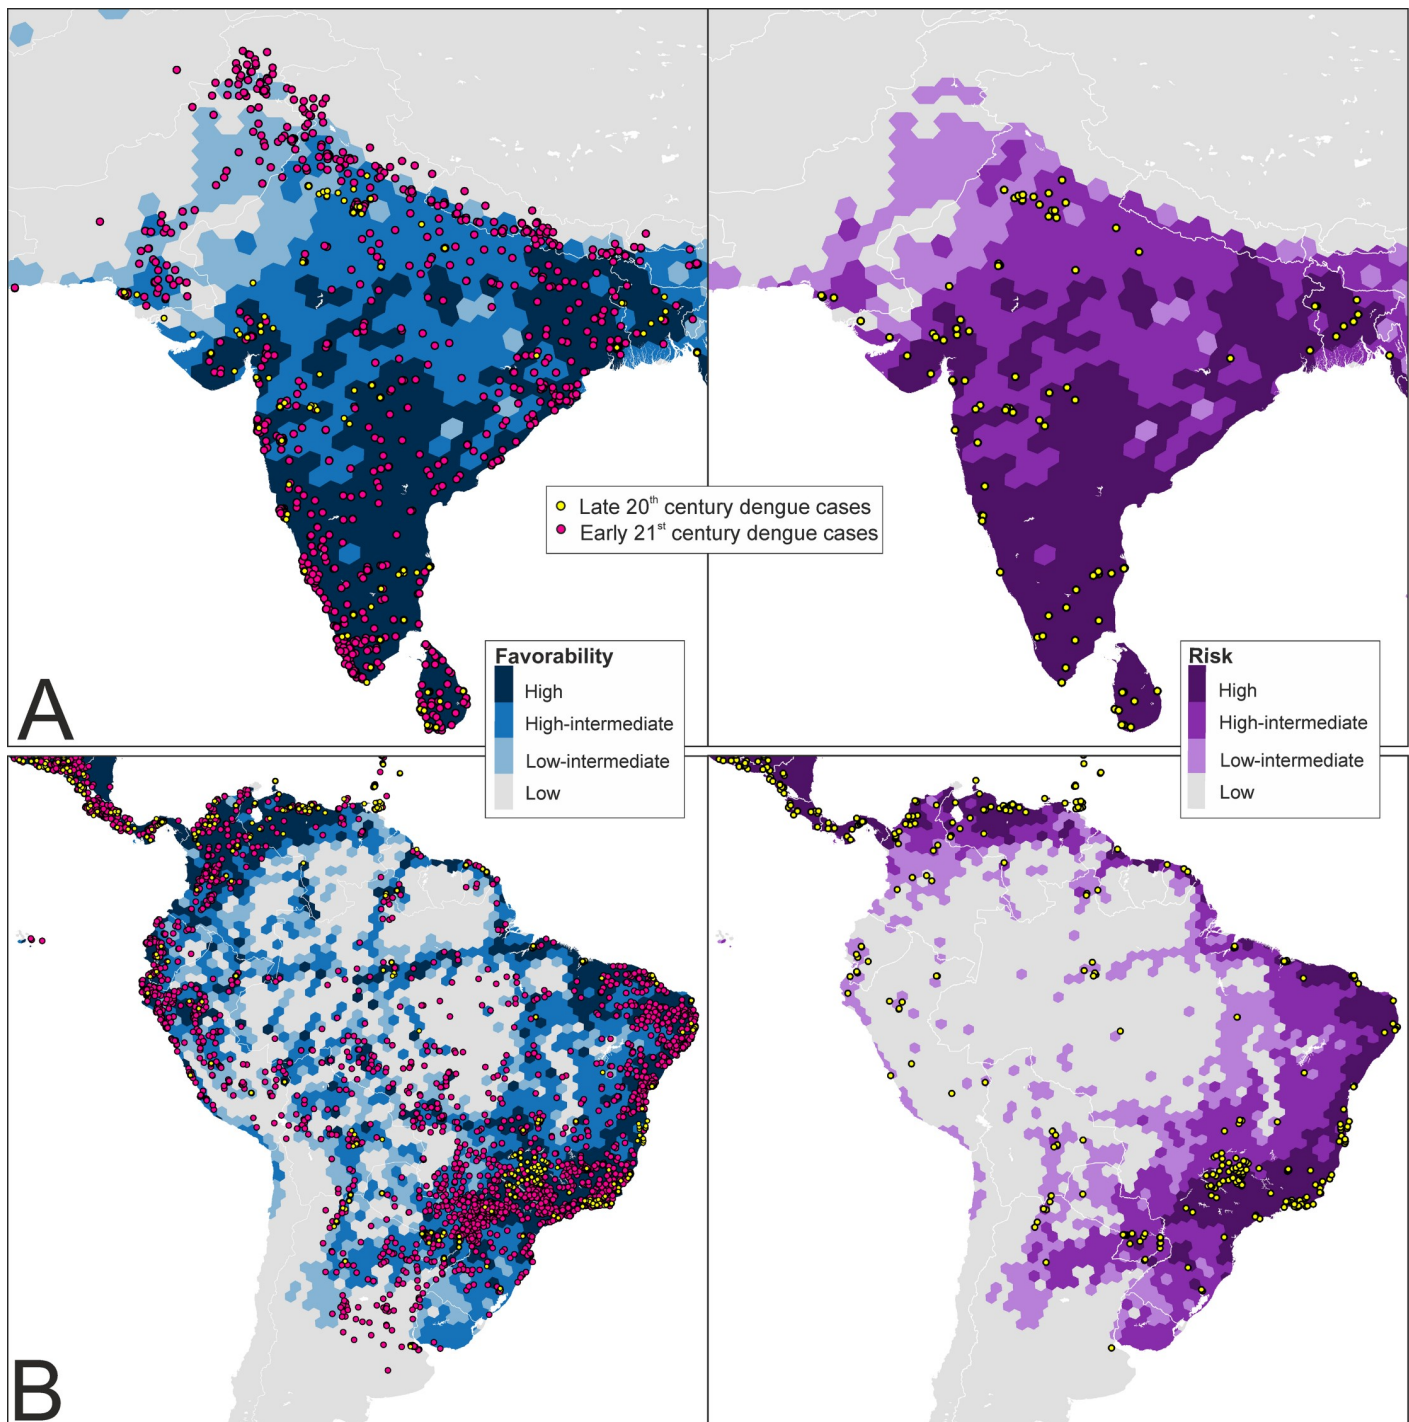 Late 20th century dengue cases
Early 21st century dengue cases
A
Favorability
High
High-intermediate
Low-intermediate
Low
Risk
High
High-intermediate
Low-intermediate
Low
B